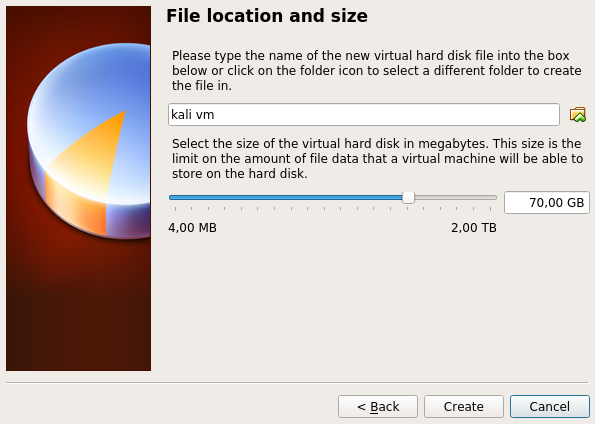 File location and size
Please type the name of the new virtual hard disk file into the box
below or click on the folder icon to select a different folder to create
the file in.
kali vm
Select the size of the virtual hard disk in megabytes. This size is the
limit on the amount of file data that a virtual machine will be able to
store on the hard disk.
70,00 GB
4,00 MB
2,00 TB
< Back
Create
Cancel